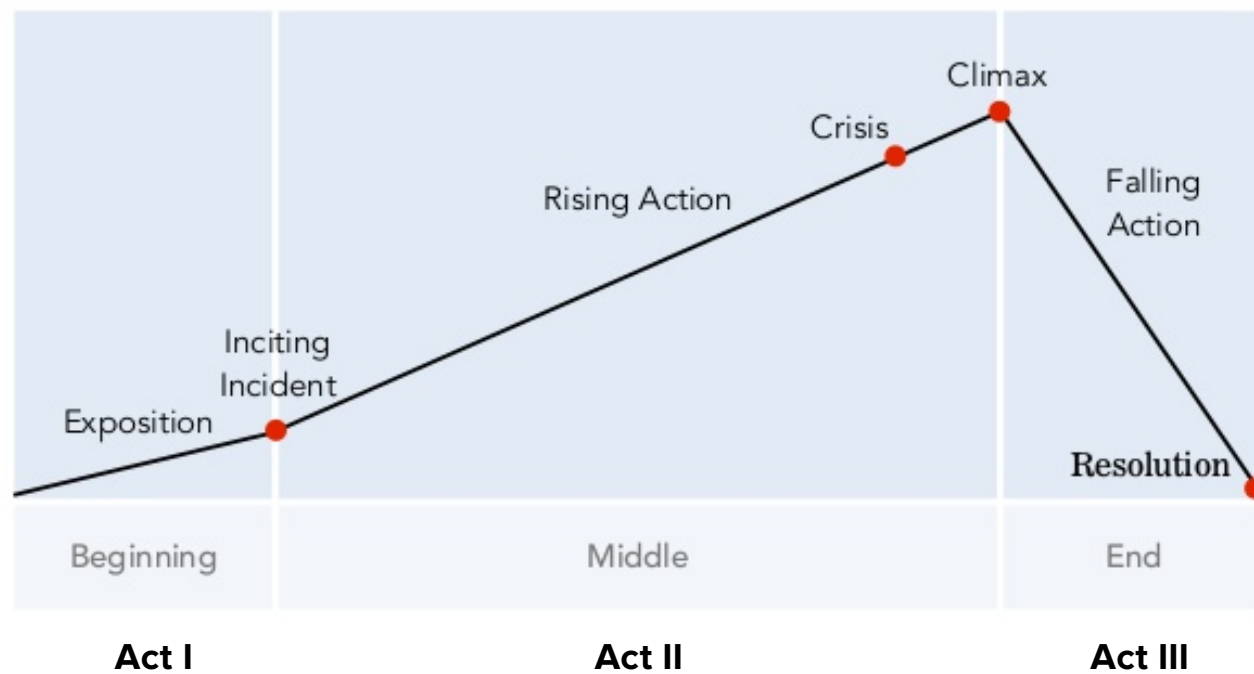 Climax
Crisis
Falling
Action
Rising Action
Inciting
Incident
Exposition
Resolution
Beginning
Middle
End
Act I
Act II
Act III